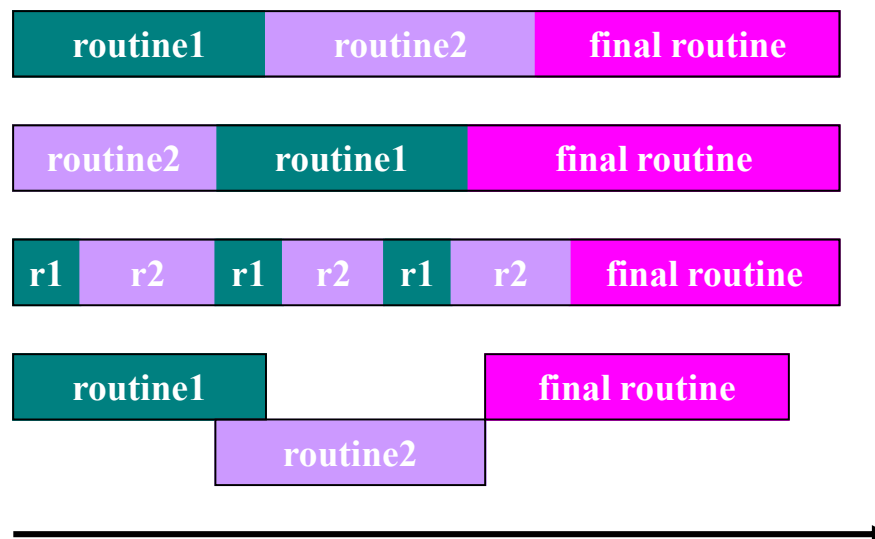 routine1 routine2 final routine
routine2 routine1 final routine
r1 r2 r1 r2 r1 r2 final routine
routine1 final routine
routine2